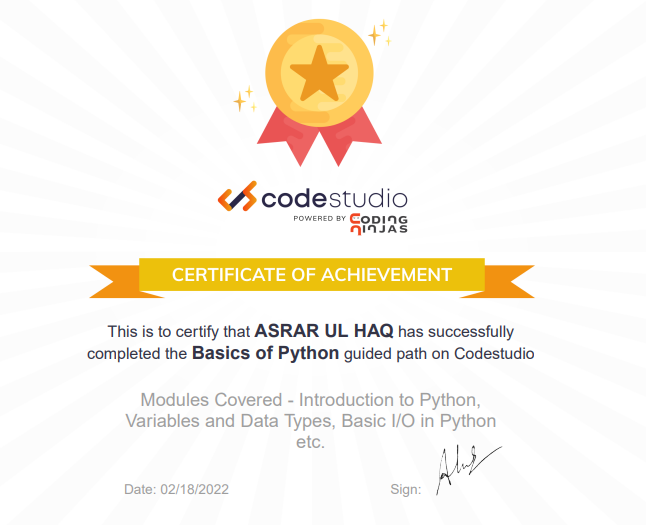 codestudio
POWERED BY CODING
NINJAS
CERTIFICATE OF ACHIEVEMENT
This is to certify that ASRAR UL HAQ has successfully
completed the Basics of Python guided path on Codestudio
Modules Covered - Introduction to Python,
Variables and Data Types, Basic I/O in Python
etc.
Date: 02/18/2022
Sign: